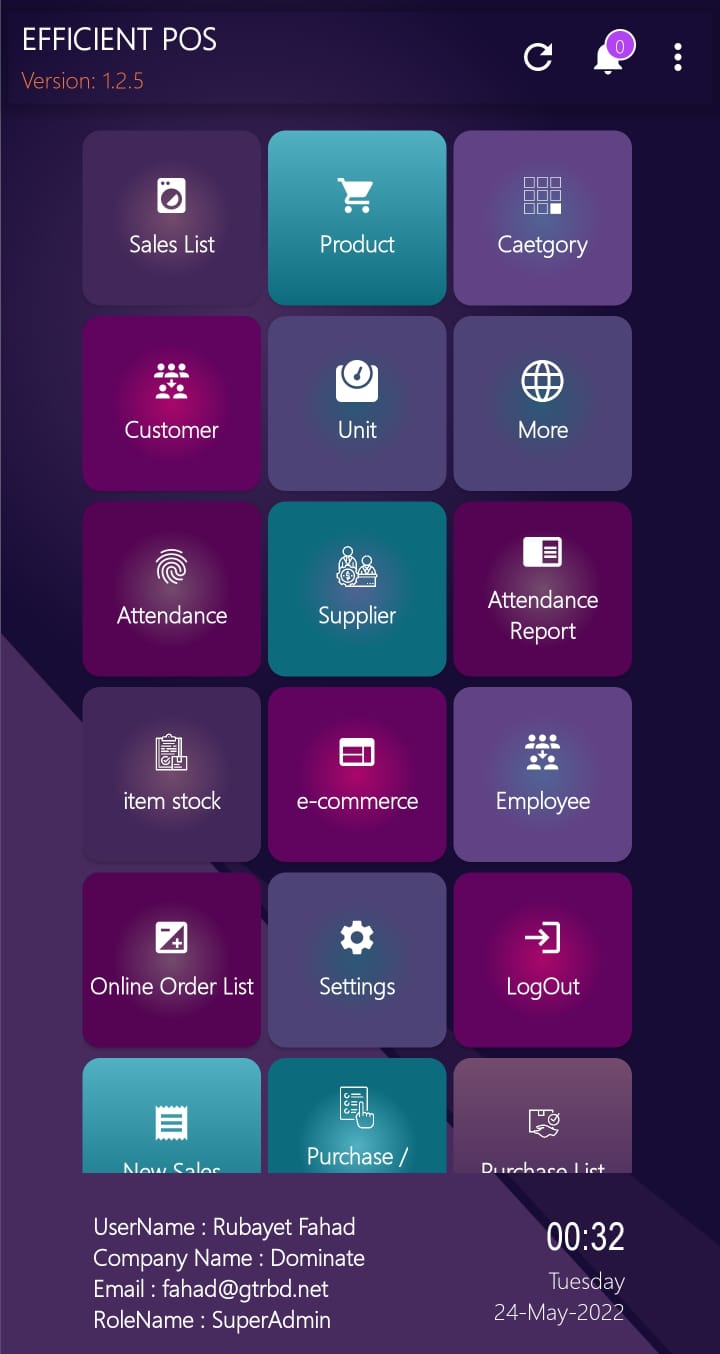 EFFICIENT POS
Version: 1.2.5
0
Sales List
Product
Caetgory
Customer
Unit
More
Attendance
Supplier
Attendance
Report
item stock
e-commerce
Employee
Online Order List
Settings
LogOut
New Sales
Purchase /
Purchase List
UserName : Rubayet Fahad
Company Name : Dominate
Email : fahad@gtrbd.net
RoleName : SuperAdmin
00:32
Tuesday
24-May-2022